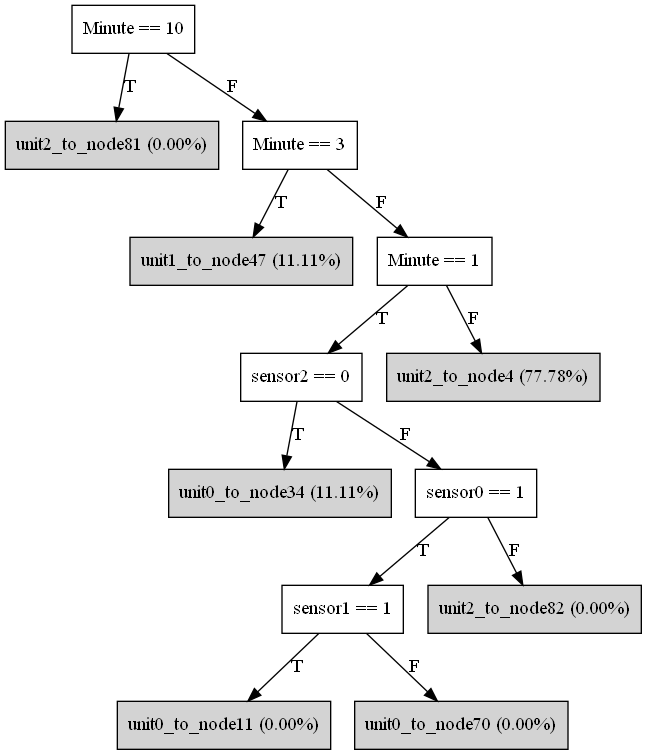 Minute == 10
T
F
unit2_to_node81 (0.00%)
Minute == 3
T
F
unit1_to_node47 (11.11%)
Minute == 1
T
F
sensor2 == 0
unit2_to_node4 (77.78%)
T
F
unit0_to_node34 (11.11%)
sensor0 == 1
T
F
sensor1 == 1
unit2_to_node82 (0.00%)
T
F
unit0_to_node11 (0.00%)
unit0_to_node70 (0.00%)